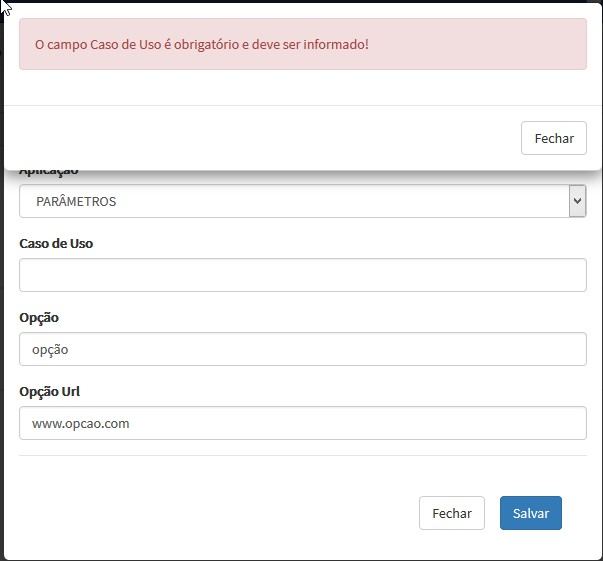 O campo Caso de Uso é obrigatório e deve ser informado!
Fechar
Aplicação
PARÂMETROS
Caso de Uso
Opção
opção
Opção Url
www.opcao.com
Fechar
Salvar